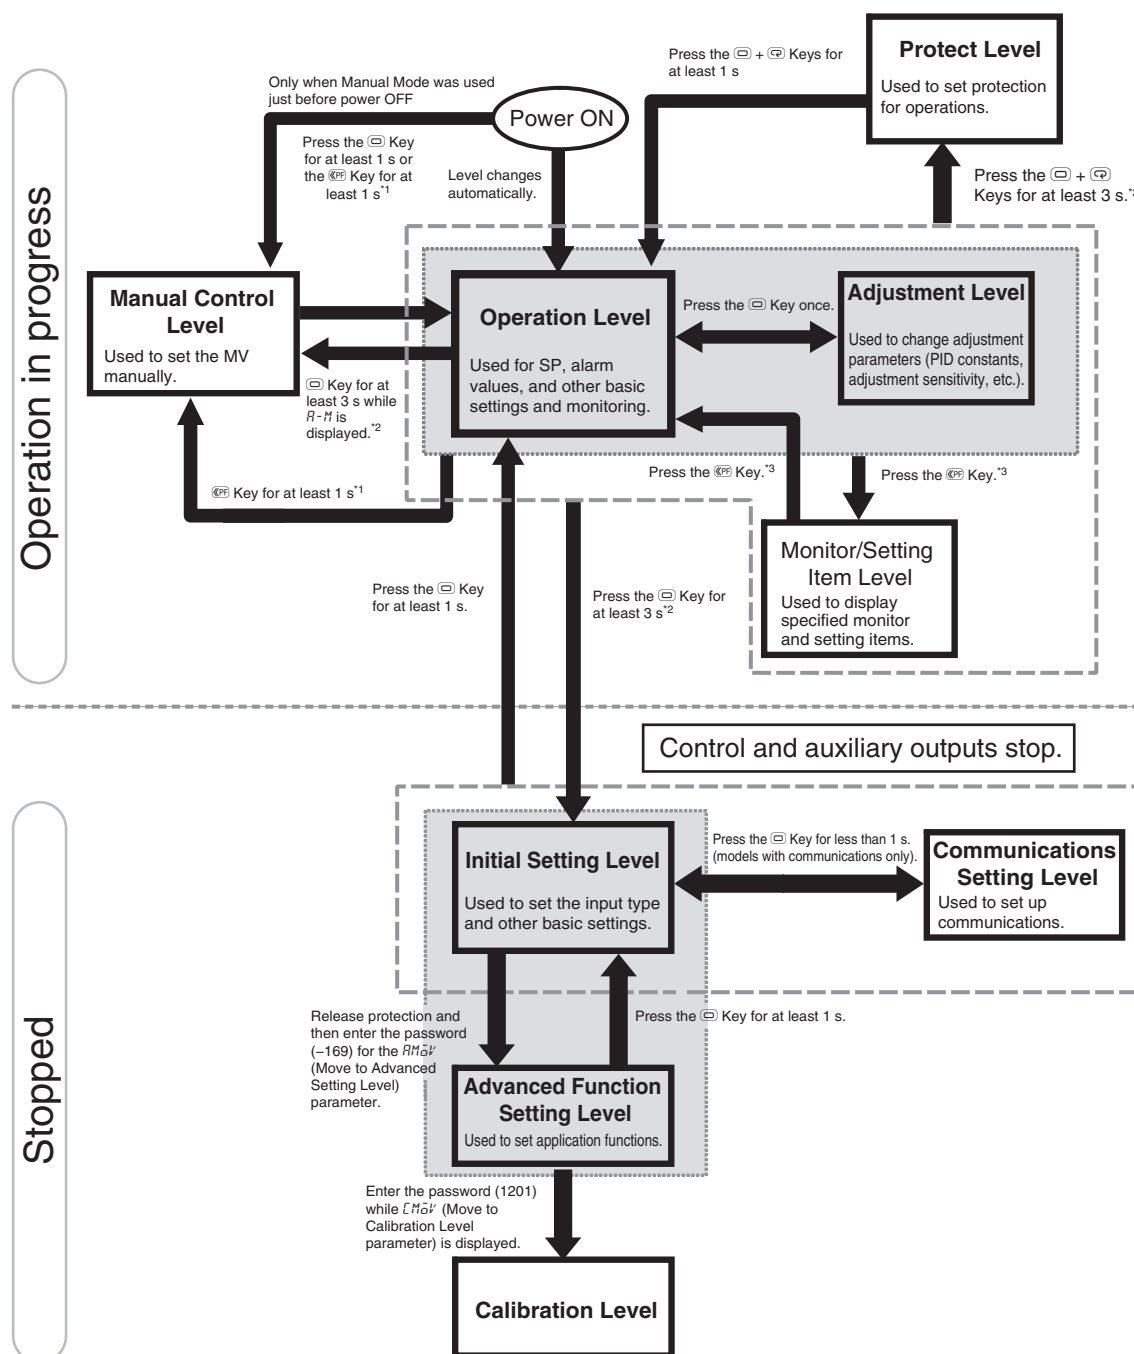 Operation in progress
Only when Manual Mode was used
just before power OFF
Power ON
Press the Key
for at least 1 s or
the PF Key for at
least 1 s*1
Level changes
automatically.
Press the + Keys for
at least 1 s
Protect Level
Used to set protection
for operations.
Press the +
Keys for at least 3 s.
Manual Control
Level
Used to set the MV
manually.
Operation Level
Used for SP, alarm
values, and other basic
settings and monitoring.
Press the Key once.
Adjustment Level
Used to change adjustment
parameters (PID constants,
adjustment sensitivity, etc.).
Key for at
least 3 s while
A-M is
displayed.*2
PF Key for at least 1 s*1
Press the PF Key.*3
Press the PF Key.*3
Monitor/Setting
Item Level
Used to display
specified monitor
and setting items.
Press the Key
for at least 1 s.
Press the Key for
at least 3 s*2
Control and auxiliary outputs stop.
Stopped
Initial Setting Level
Used to set the input type
and other basic settings.
Press the Key for less than 1 s.
(models with communications only).
Communications
Setting Level
Used to set up
communications.
Release protection and
then enter the password
(−169) for the AMOV
(Move to Advanced
Setting Level)
parameter.
Press the Key for at least 1 s.
Advanced Function
Setting Level
Used to set application functions.
Enter the password (1201)
while CMOV (Move to
Calibration Level
parameter) is displayed.
Calibration Level